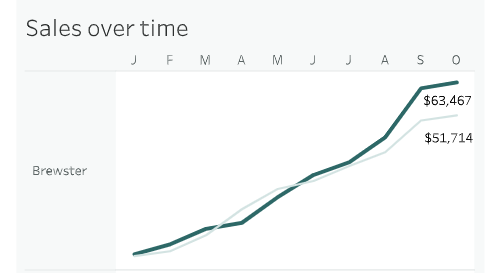 Sales over time
J F M A M J J A S O
$63,467
$51,714
Brewster